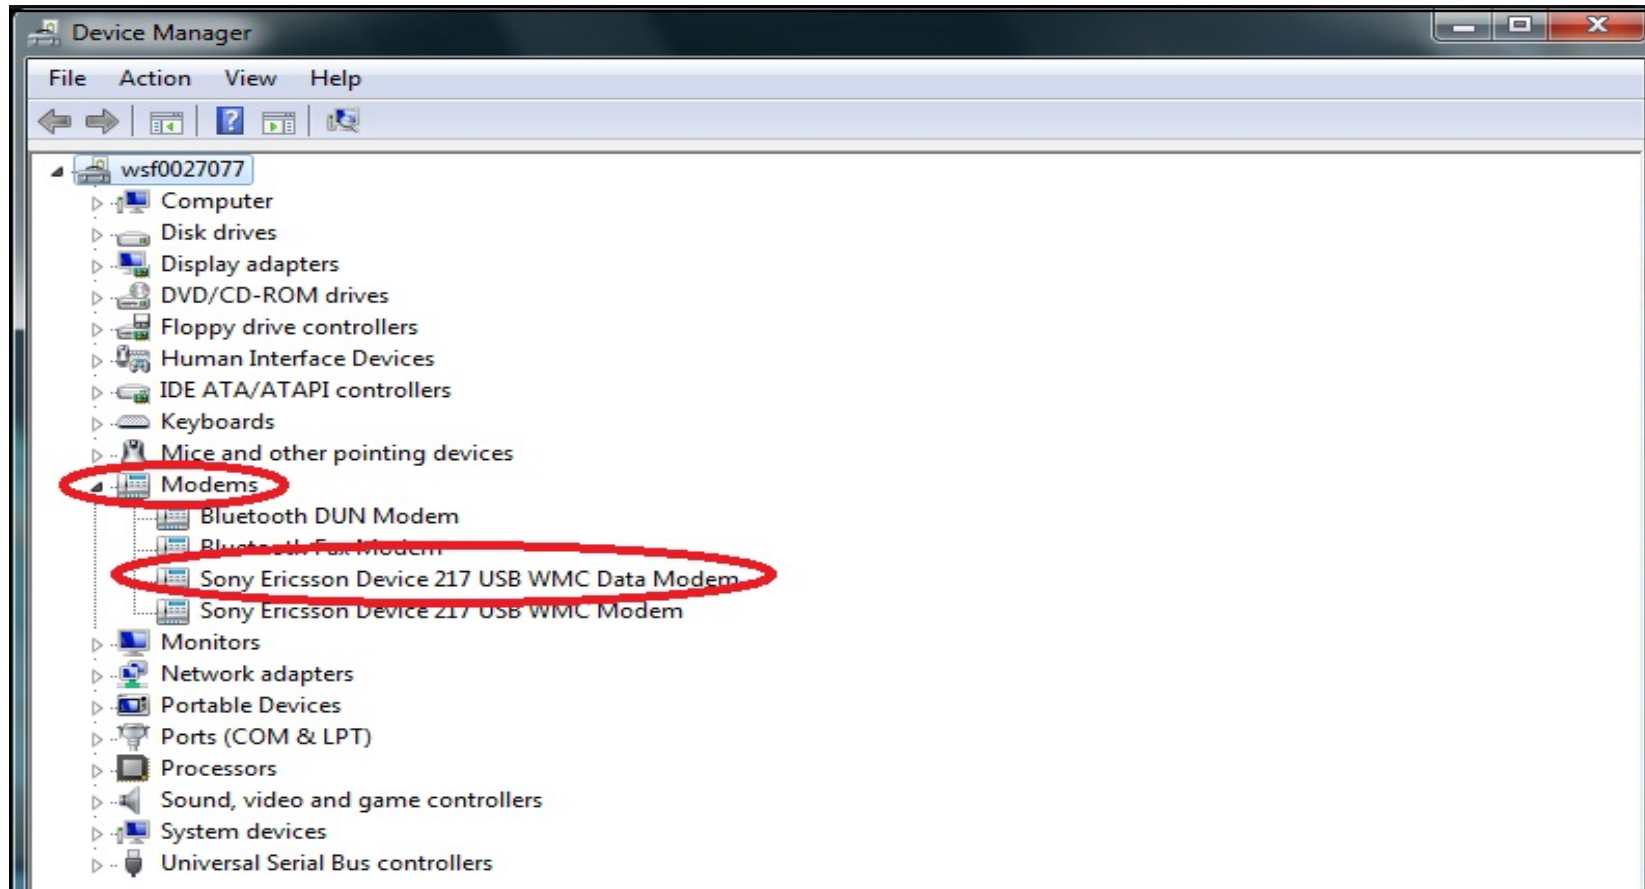 Device Manager
File Action View Help
wsf0027077
Computer
Disk drives
Display adapters
DVD/CD-ROM drives
Floppy drive controllers
Human Interface Devices
IDE ATA/ATAPI controllers
Keyboards
Mice and other pointing devices
Modems
Bluetooth DUN Modem
Bluetooth Fax Modem
Sony Ericsson Device 217 USB WMC Data Modem
Sony Ericsson Device 217 USB WMC Modem
Monitors
Network adapters
Portable Devices
Ports (COM & LPT)
Processors
Sound, video and game controllers
System devices
Universal Serial Bus controllers